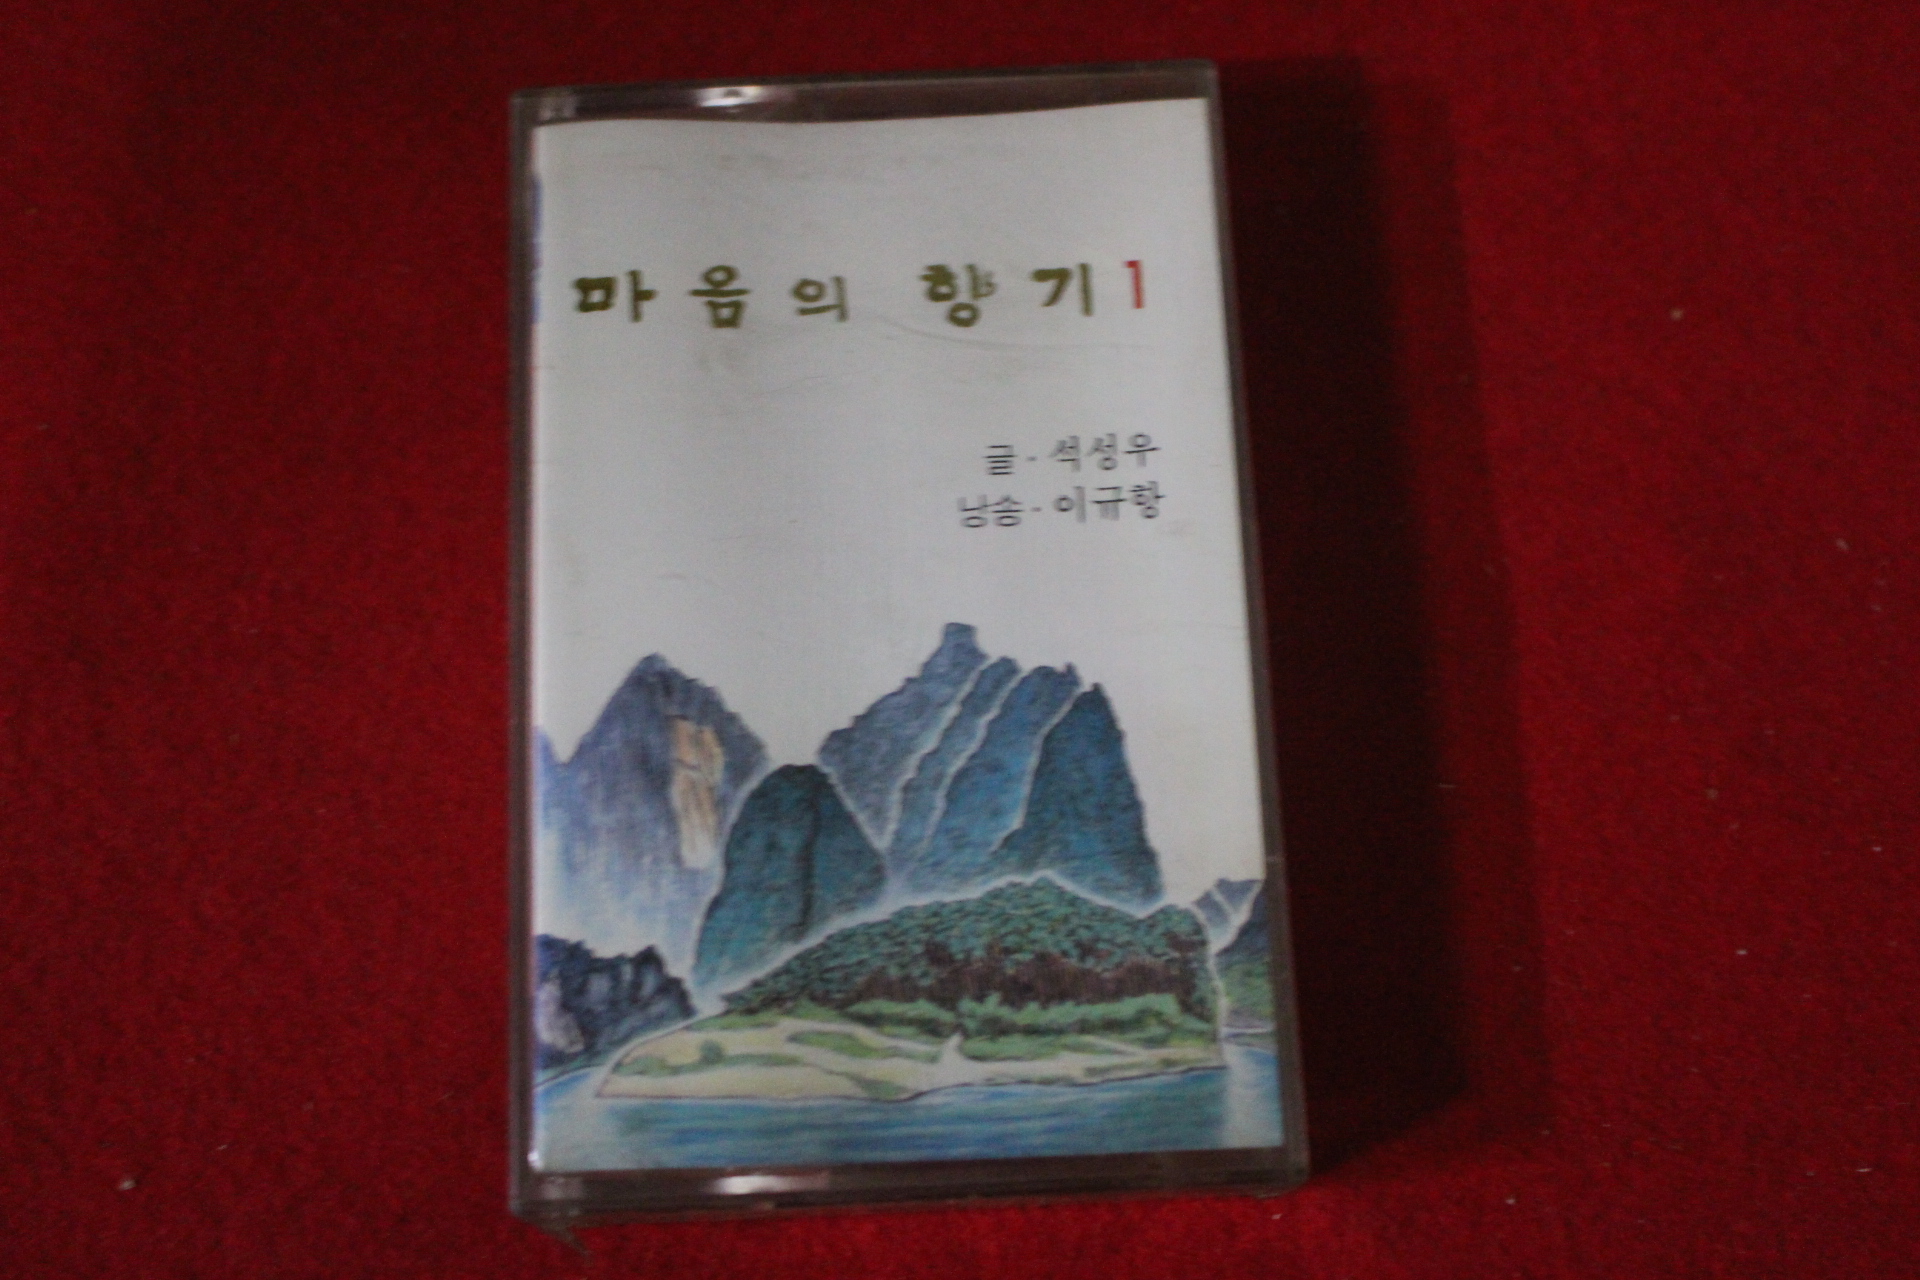 마음의 향기 1
글 - 석성우
낭송 - 이규항